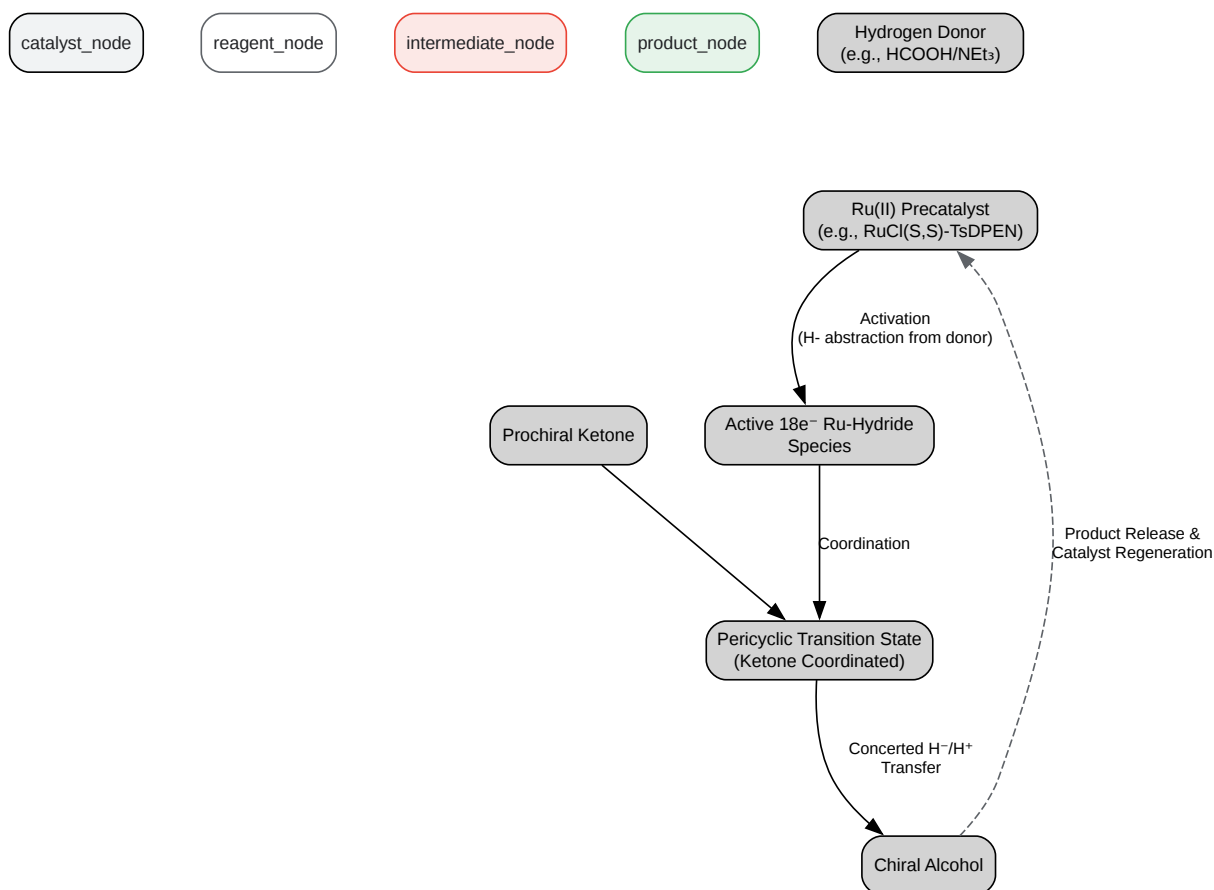 catalyst_node
reagent_node
intermediate_node
product_node
Hydrogen Donor
(e.g., HCOOH/NEt₃)
Ru(II) Precatalyst
(e.g., RuCl(S,S)-TsDPEN)
Activation
(H- abstraction from donor)
Prochiral Ketone
Active 18e⁻ Ru-Hydride
Species
Coordination
Product Release &
Catalyst Regeneration
Pericyclic Transition State
(Ketone Coordinated)
Concerted H⁻/H⁺
Transfer
Chiral Alcohol